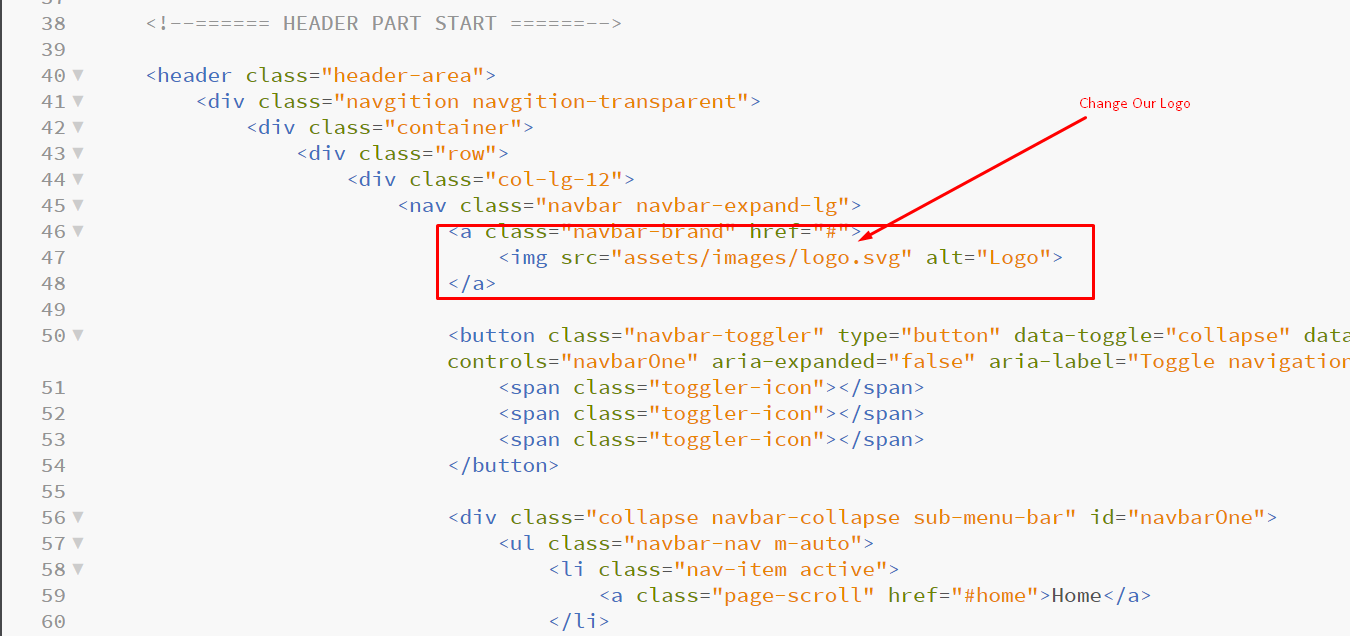 37
38 <!--====== HEADER PART START =======-->
39
40 <header class="header-area">
41 <div class="navgition navgition-transparent">
Change Our Logo
42 <div class="container">
43 <div class="row">
44 <div class="col-lg-12">
45 <nav class="navbar navbar-expand-lg">
46 <a class="navbar-brand" href="#">
47 <img src="assets/images/logo.svg" alt="Logo">
48 </a>
49
50 <button class="navbar-toggler" type="button" data-toggle="collapse" data
controls="navbarOne" aria-expanded="false" aria-label="Toggle navigation
51 <span class="toggler-icon"></span>
52 <span class="toggler-icon"></span>
53 <span class="toggler-icon"></span>
54 </button>
55
56 <div class="collapse navbar-collapse sub-menu-bar" id="navbarOne">
57 <ul class="navbar-nav m-auto">
58 <li class="nav-item active">
59 <a class="page-scroll" href="#home">Home</a>
60 </li>